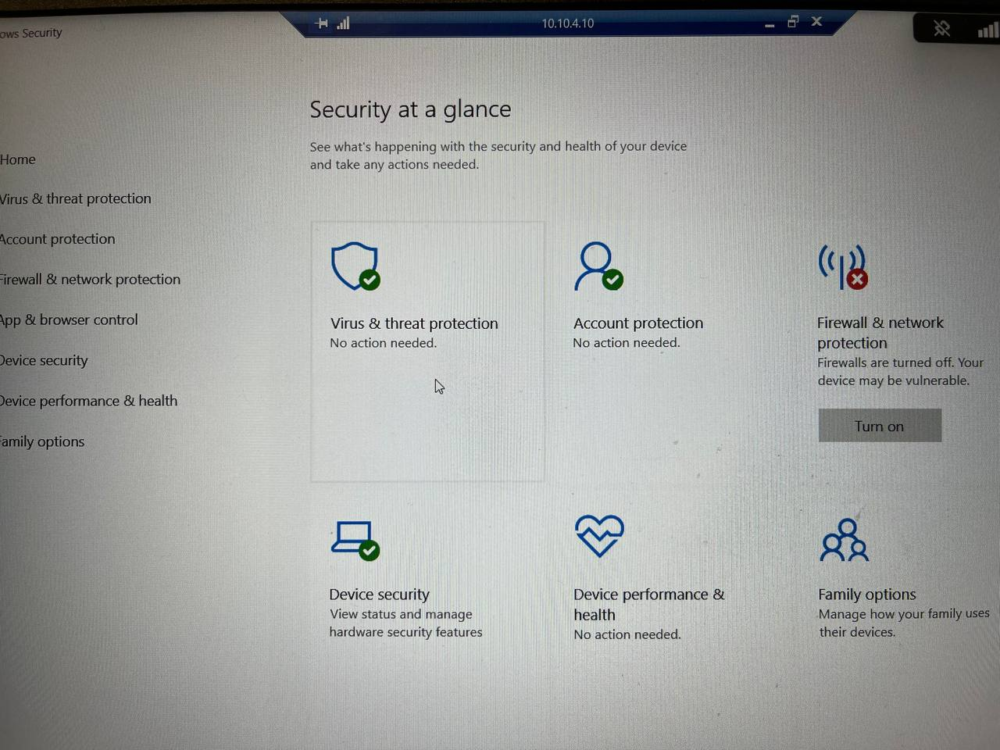 10.10.4.10
ows Security
Security at a glance
See what's happening with the security and health of your device
and take any actions needed.
Home
Virus & threat protection
Account protection
Firewall & network protection
App & browser control
Device security
Device performance & health
Family options
Virus & threat protection
No action needed.
Account protection
No action needed.
Firewall & network
protection
Firewalls are turned off. Your
device may be vulnerable.
Turn on
Device security
View status and manage
hardware security features
Device performance &
health
No action needed.
Family options
Manage how your family uses
their devices.